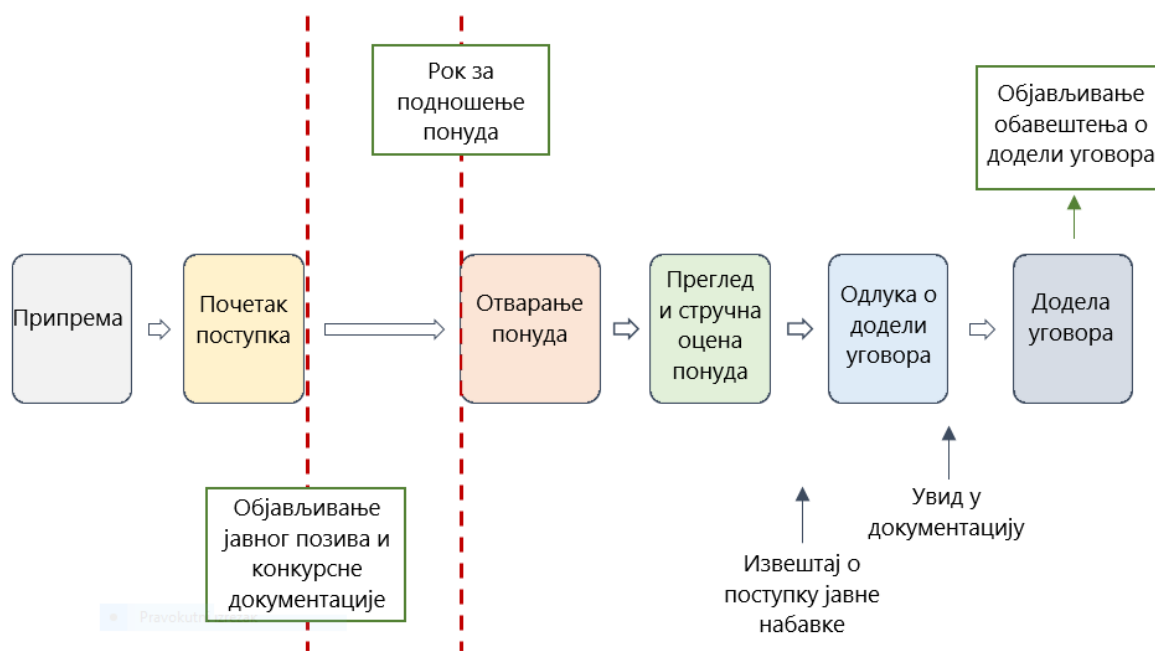 Рок за
подношење
понуда
Објављивање
обавештења о
додели уговора
Припрема
Почетак
поступка
Отварање
понуда
Преглед
и стручна
оцена
понуда
Одлука о
додели
уговора
Додела
уговора
Објављивање
јавног позива и
конкурсне
документације
Извештај о
поступку јавне
набавке
Увид у
документацију
Pravokutni